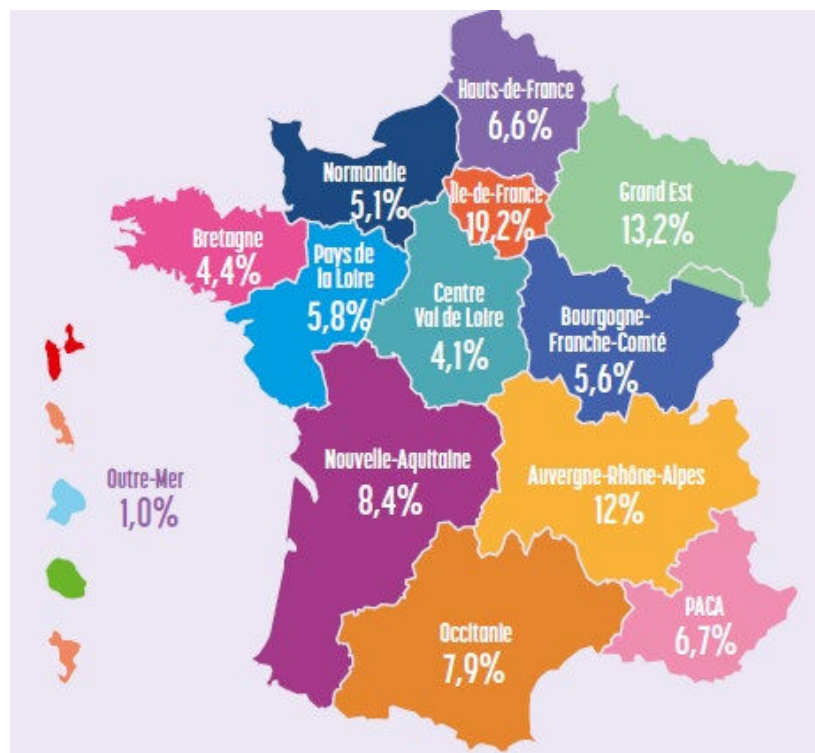 Hauts-de-France
6,6%
Normandie
5,1%
Île-de-France
19,2%
Grand Est
13,2%
Bretagne
4,4%
Pays de
la Loire
5,8%
Centre
Val de Loire
4,1%
Bourgogne-
Franche-Comté
5,6%
Outre-Mer
1,0%
Nouvelle-Aquitaine
8,4%
Auvergne-Rhône-Alpes
12%
Occitanie
7,9%
PACA
6,7%